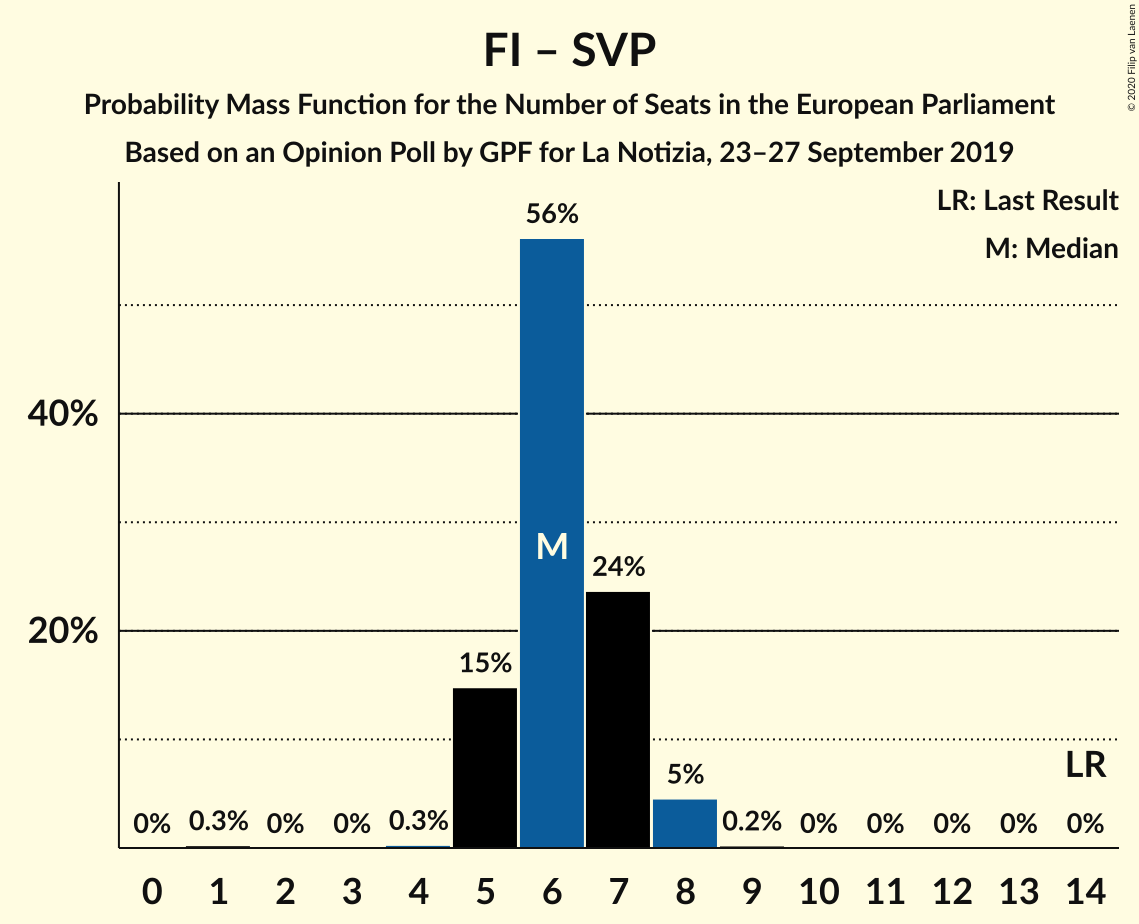 FI – SVP
Probability Mass Function for the Number of Seats in the European Parliament
Based on an Opinion Poll by GPF for La Notizia, 23–27 September 2019
© 2020 Filip van Laenen
LR: Last Result
M: Median
56%
40%
M
24%
20%
15%
LR
5%
0% 0.3% 0% 0% 0.3% 0.2% 0% 0% 0% 0% 0%
0 1 2 3 4 5 6 7 8 9 10 11 12 13 14